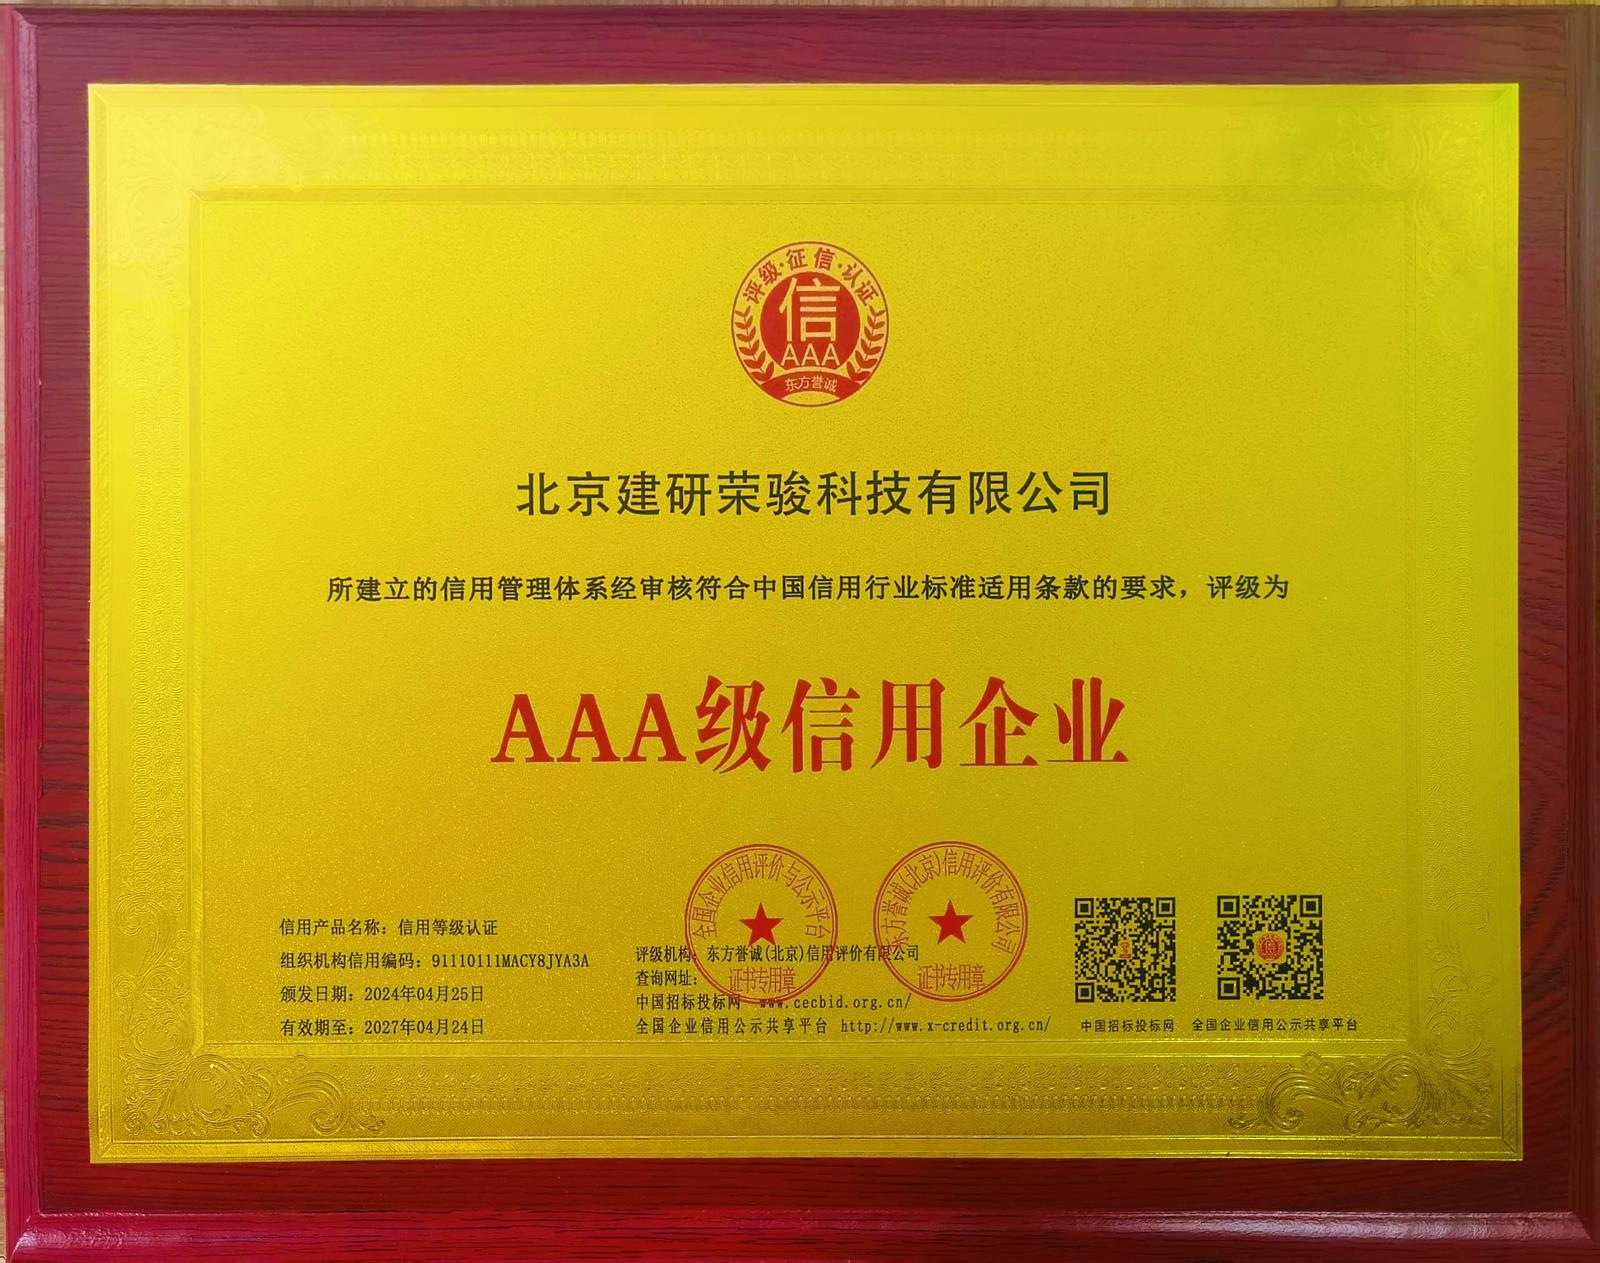 评级·征信·认证
信
AAA
东方誉诚
北京建研荣骏科技有限公司
所建立的信用管理体系经审核符合中国信用行业标准适用条款的要求，评级为
AAA级信用企业
信用产品名称：信用等级认证
组织机构信用编码：91110111MACY8JYA3A
颁发日期：2024年04月25日
有效期至：2027年04月24日
全国企业信用评价与公示平台
证书专用章
东方誉诚(北京)信用评价有限公司
证书专用章
评级机构：东方誉诚(北京)信用评价有限公司
查询网址：
中国招标投标网 www.cecbid.org.cn/
全国企业信用公示共享平台 http://www.x-credit.org.cn/
中国招标投标网
全国企业信用公示共享平台